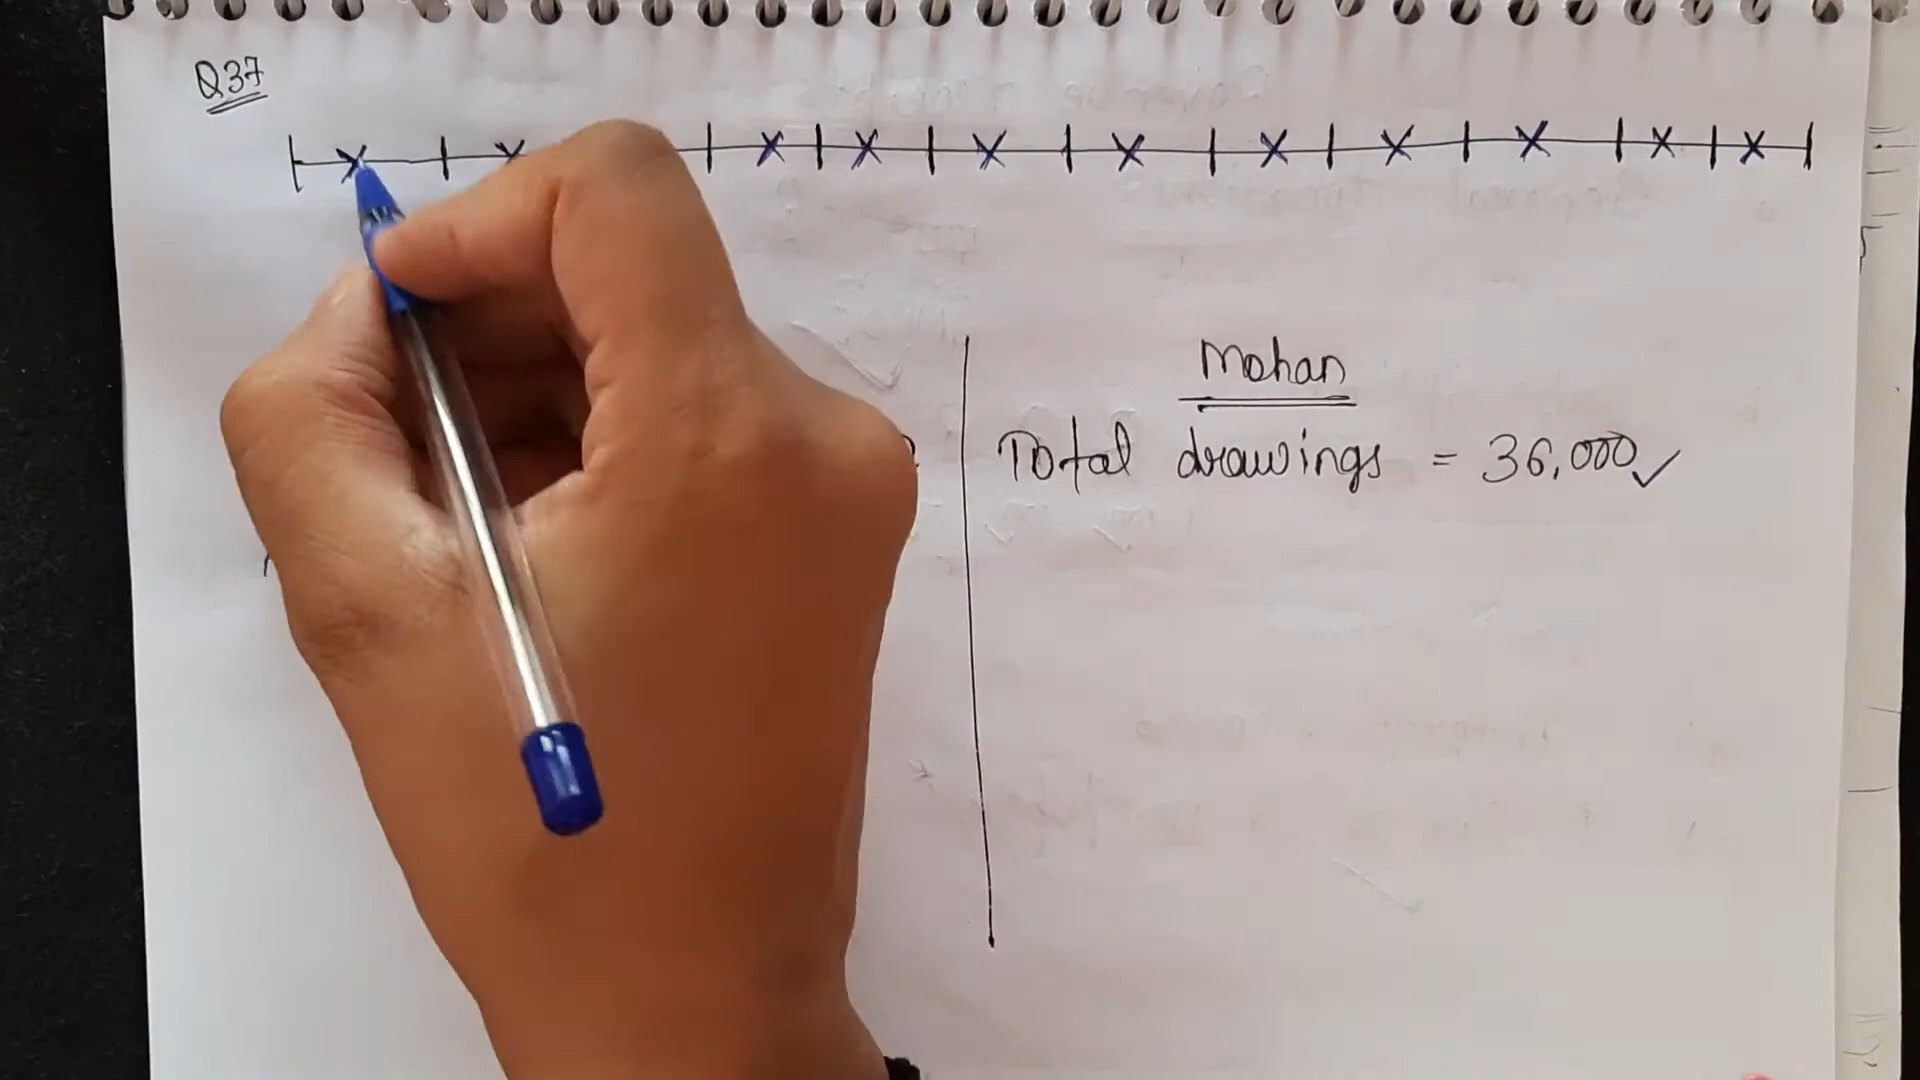 Q37
Mohan
Total drawings = 36,000✓